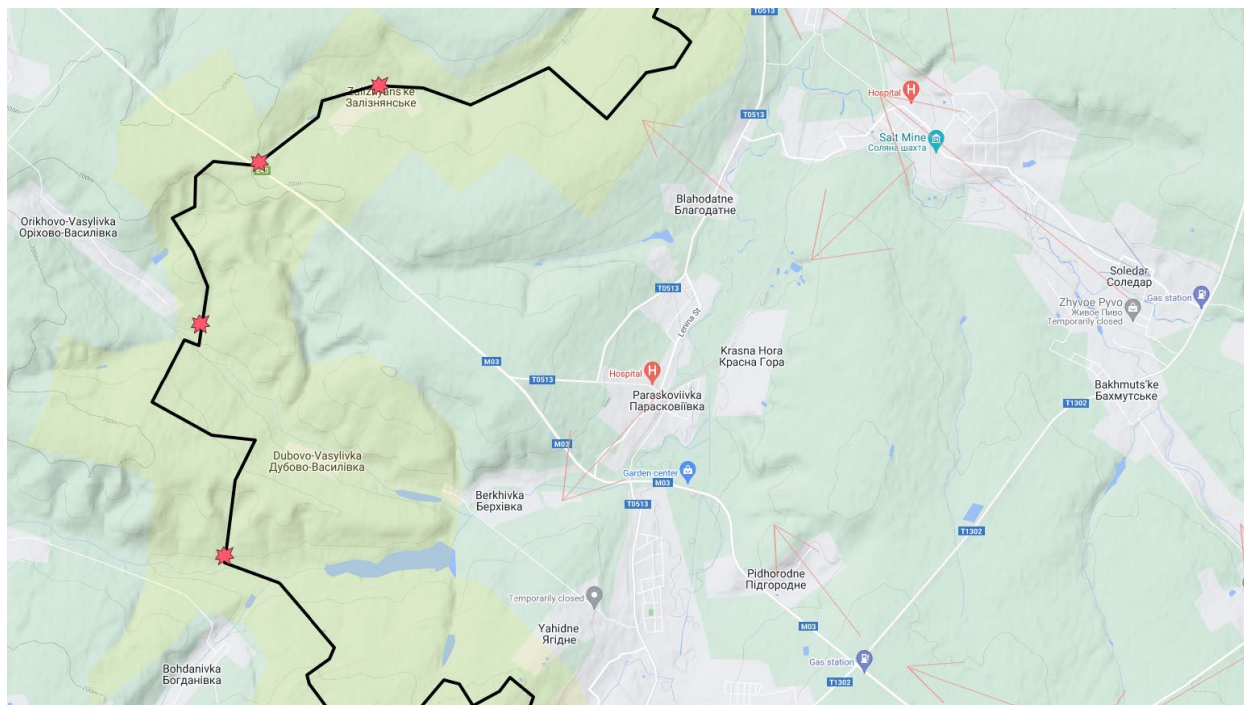 T0513
Hospital
Zaliznyans'ke
Залізнянське
T0513
Salt Mine
Соляна шахта
Blahodatne
Благодатне
Orikhovo-Vasylivka
Оріхово-Василівка
Soledar
Соледар
T0513
Gas station
Zhyvoe Pyvo
Живое Пиво
Temporarily closed
Lenina St
Krasna Hora
Красна Гора
M03
Hospital
T0513
Paraskoviivka
Парасковіївка
Bakhmuts'ke
Бахмутське
T1302
M03
Dubovo-Vasylivka
Дубово-Василівка
Garden center
M03
Berkhivka
Берхівка
T0513
T1302
Pidhorodne
Підгородне
Temporarily closed
M03
Yahidne
Ягідне
Gas station
Bohdanivka
Богданівка
T1302
200m
200m